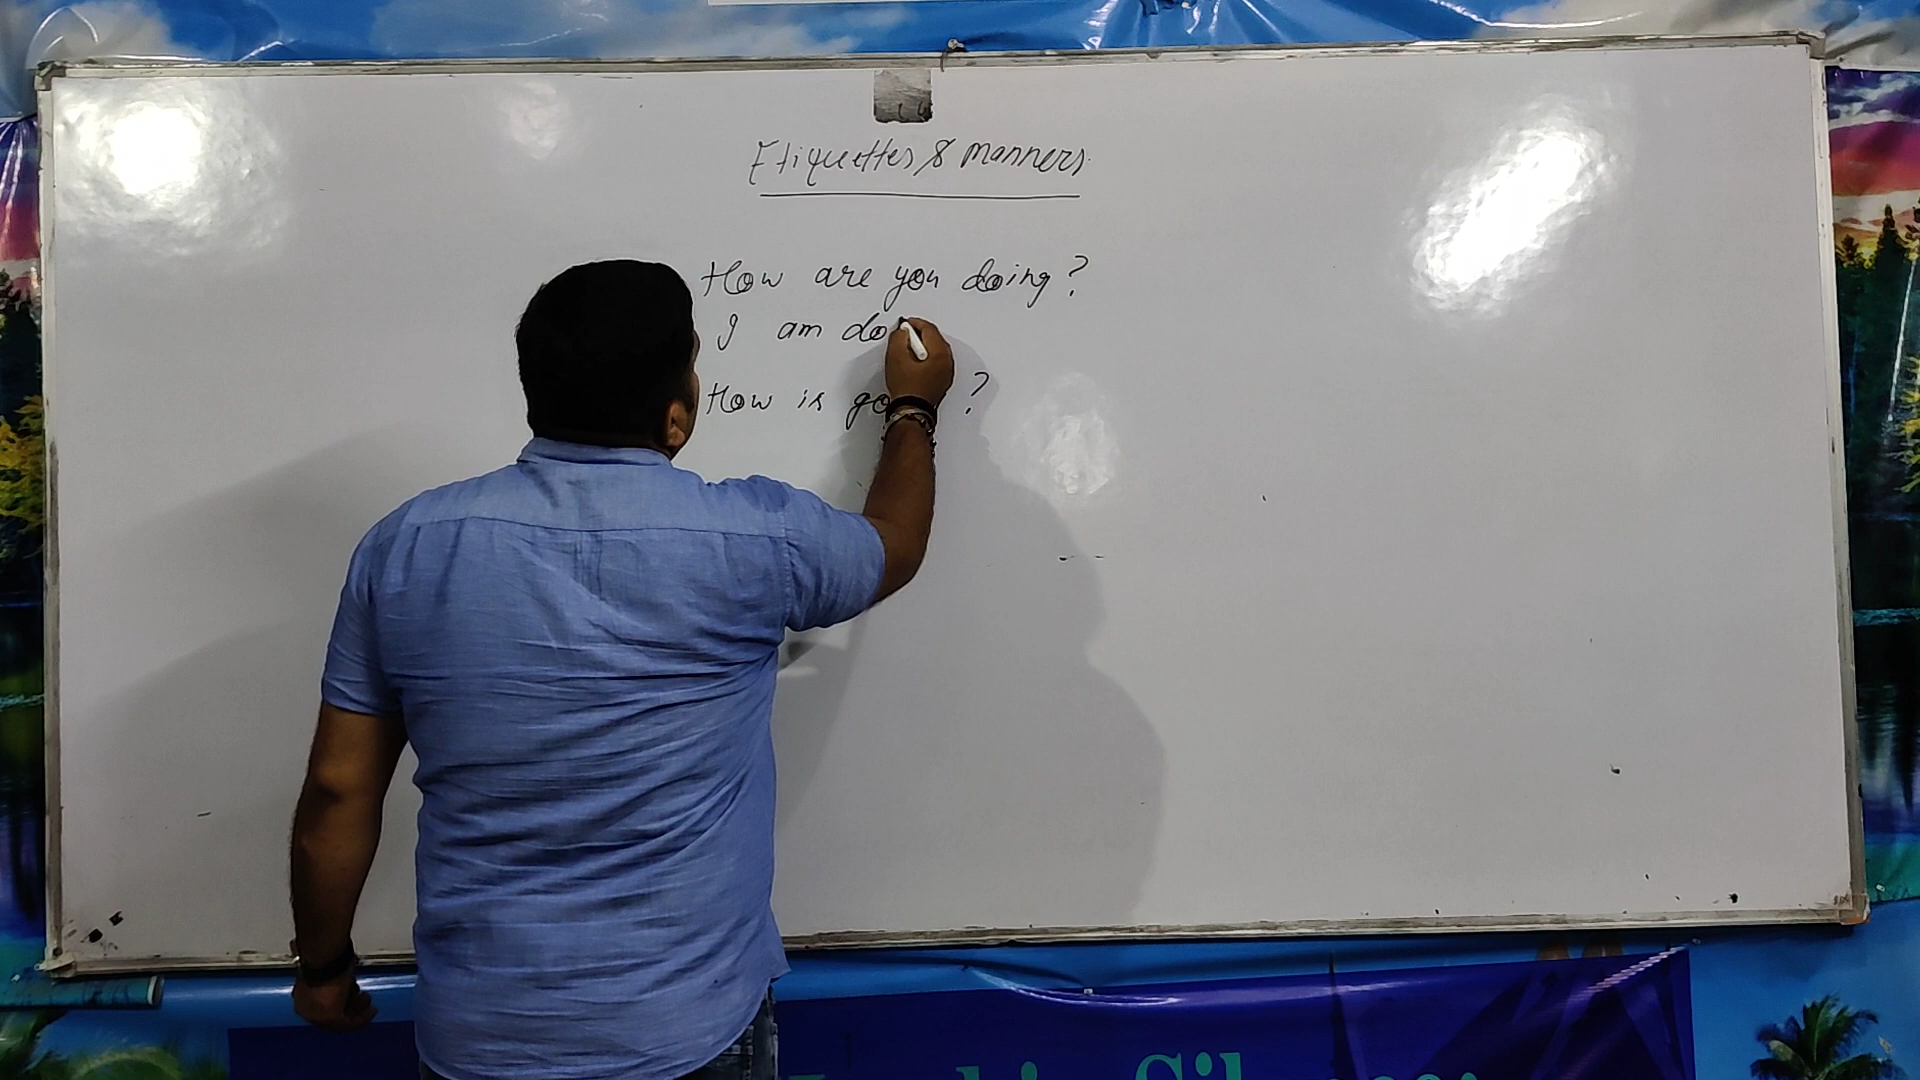 Etiquettes & manners.
How are you doing?
I am do
How is go ?